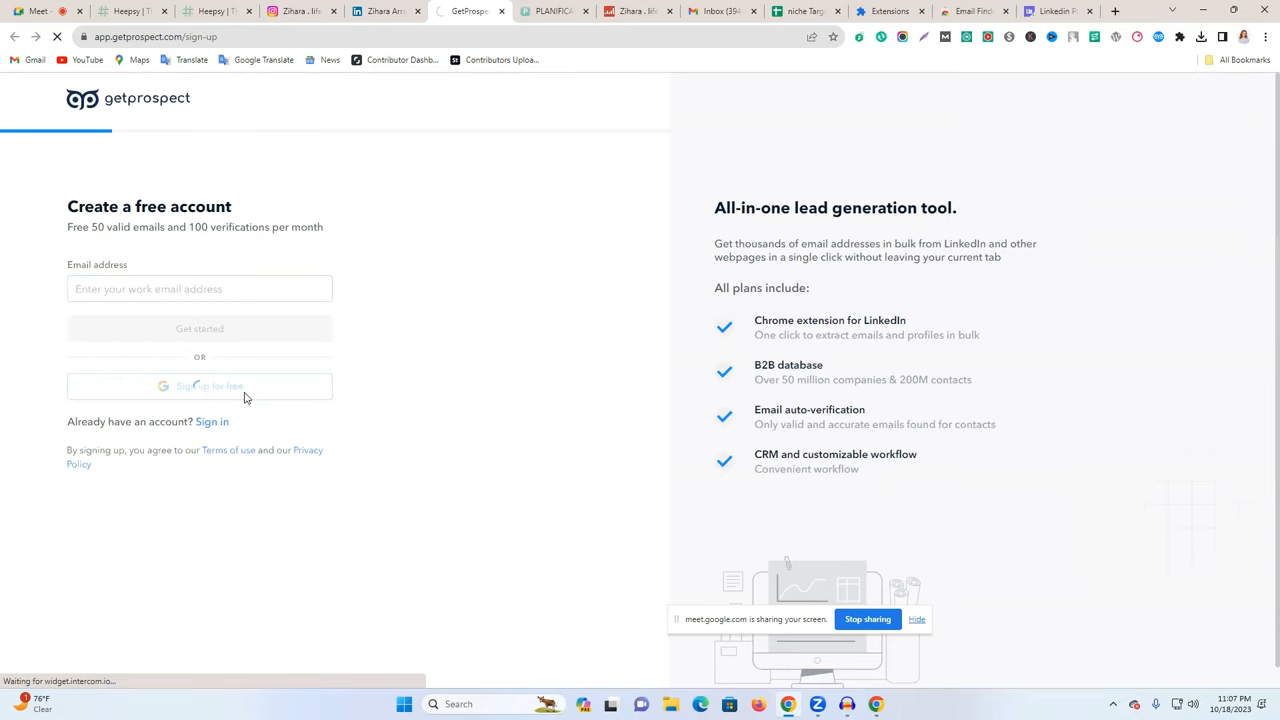 Meet -
Heepsy | T
Heepsy | T
Zihara . life
Zihara Aro
GetProspec
PLANIFICA
Zihara . life
Inbox (394
niche Targ
Extensions
Email Find
Linkedin P
app.getprospect.com/sign-up
Gmail
YouTube
Maps
Translate
Google Translate
News
Contributor Dashb...
Contributors Uploa...
All Bookmarks
getprospect
Create a free account
Free 50 valid emails and 100 verifications per month
Email address
Enter your work email address
Get started
OR
Sign up for free
Already have an account? Sign in
By signing up, you agree to our Terms of use and our Privacy
Policy
All-in-one lead generation tool.
Get thousands of email addresses in bulk from LinkedIn and other
webpages in a single click without leaving your current tab
All plans include:
Chrome extension for LinkedIn
One click to extract emails and profiles in bulk
B2B database
Over 50 million companies & 200M contacts
Email auto-verification
Only valid and accurate emails found for contacts
CRM and customizable workflow
Convenient workflow
meet.google.com is sharing your screen.
Stop sharing
Hide
Waiting for widget.intercom.io...
76°F
Clear
Search
11:07 PM
10/18/2023